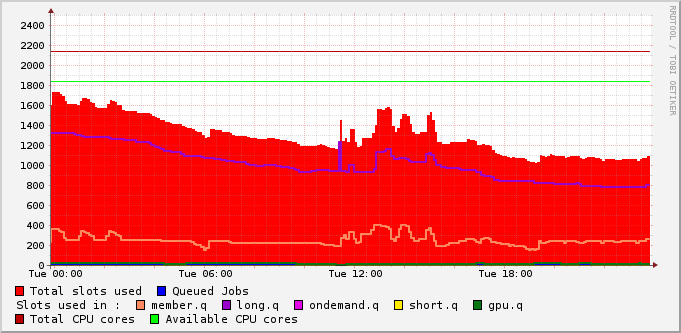 RRDTOOL / TOBI OETIKER
2400
2200
2000
1800
1600
1400
1200
1000
800
600
400
200
0
Tue 00:00 Tue 06:00 Tue 12:00 Tue 18:00
Total slots used Queued Jobs
Slots used in : member.q long.q ondemand.q short.q gpu.q
Total CPU cores Available CPU cores